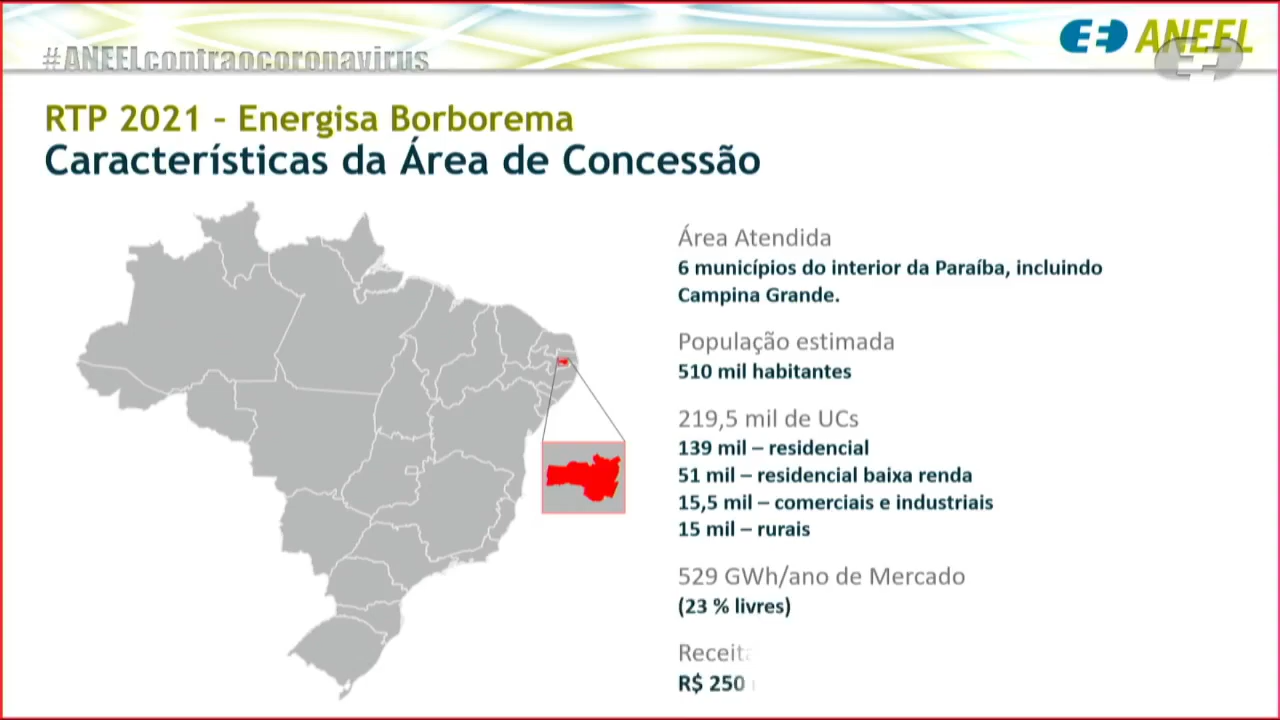 #ANEELcontraocoronavirus
ANEEL
RTP 2021 – Energisa Borborema
Características da Área de Concessão
Área Atendida
6 municípios do interior da Paraíba, incluindo
Campina Grande.
População estimada
510 mil habitantes
219,5 mil de UCs
139 mil – residencial
51 mil – residencial baixa renda
15,5 mil – comerciais e industriais
15 mil – rurais
529 GWh/ano de Mercado
(23 % livres)
R$ 250